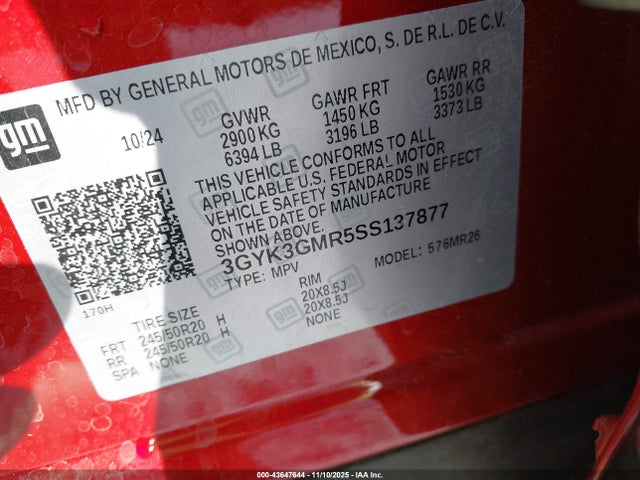 MFD BY GENERAL MOTORS DE MEXICO, S. DE R.L. DE C.V.
gm
10/24
GVWR GAWR FRT GAWR RR
2900 KG 1450 KG 1530 KG
6394 LB 3196 LB 3373 LB
THIS VEHICLE CONFORMS TO ALL
APPLICABLE U.S. FEDERAL MOTOR
VEHICLE SAFETY STANDARDS IN EFFECT
ON THE DATE OF MANUFACTURE
SHOWN ABOVE.
3GYK3GMR5SS137877
TYPE: MPV MODEL: 576MR26
170H
TIRE SIZE RIM
FRT 245/50R20 H 20X8.5J
RR 245/50R20 H 20X8.5J
SPA NONE NONE
000-43647644 - 11/10/2025 - IAA Inc.